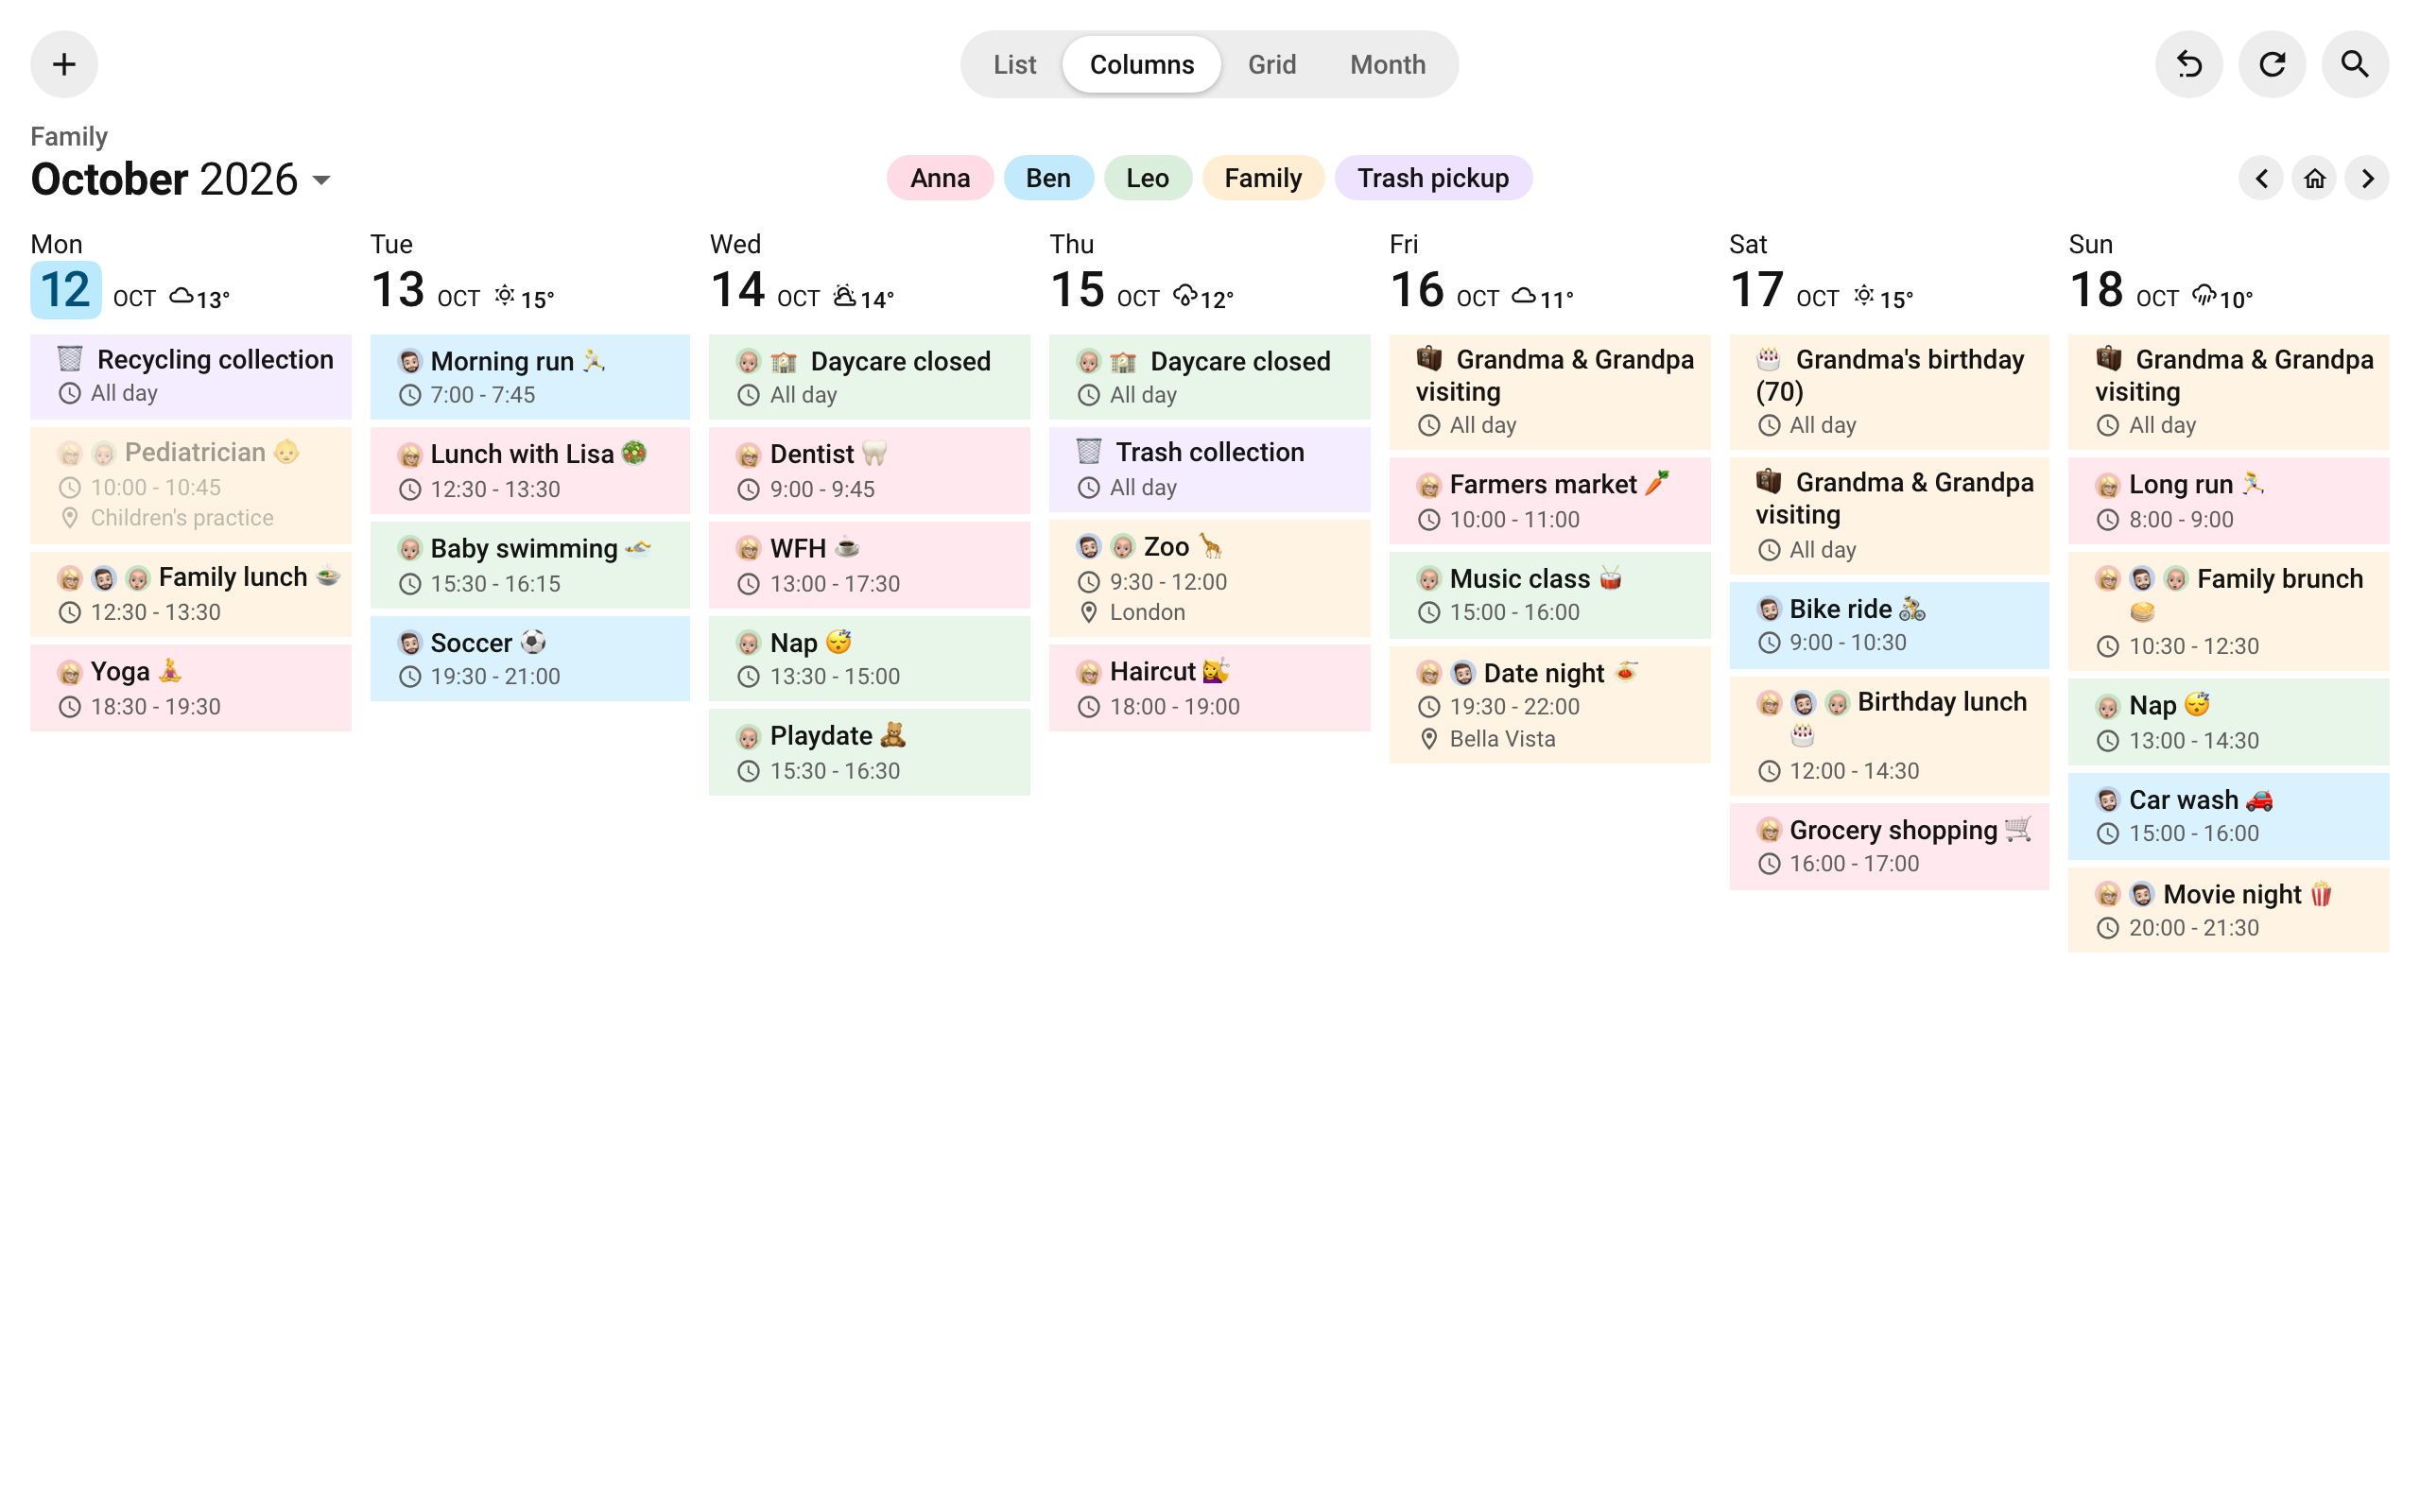 List Columns Grid Month
Family
October 2026
Anna Ben Leo Family Trash pickup
Mon
12 OCT 13°
Recycling collection
All day
Pediatrician
10:00 - 10:45
Children's practice
Family lunch
12:30 - 13:30
Yoga
18:30 - 19:30
Tue
13 OCT 15°
Morning run
7:00 - 7:45
Lunch with Lisa
12:30 - 13:30
Baby swimming
15:30 - 16:15
Soccer
19:30 - 21:00
Wed
14 OCT 14°
Daycare closed
All day
Dentist
9:00 - 9:45
WFH
13:00 - 17:30
Nap
13:30 - 15:00
Playdate
15:30 - 16:30
Thu
15 OCT 12°
Daycare closed
All day
Trash collection
All day
Zoo
9:30 - 12:00
London
Haircut
18:00 - 19:00
Fri
16 OCT 11°
Grandma & Grandpa
visiting
All day
Farmers market
10:00 - 11:00
Music class
15:00 - 16:00
Date night
19:30 - 22:00
Bella Vista
Sat
17 OCT 15°
Grandma's birthday
(70)
All day
Grandma & Grandpa
visiting
All day
Bike ride
9:00 - 10:30
Birthday lunch
12:00 - 14:30
Grocery shopping
16:00 - 17:00
Sun
18 OCT 10°
Grandma & Grandpa
visiting
All day
Long run
8:00 - 9:00
Family brunch
10:30 - 12:30
Nap
13:00 - 14:30
Car wash
15:00 - 16:00
Movie night
20:00 - 21:30